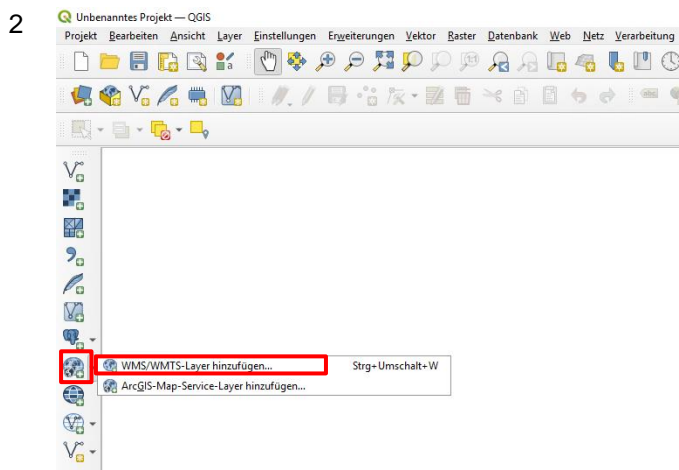 2
Unbenanntes Projekt — QGIS
Projekt Bearbeiten Ansicht Layer Einstellungen Erweiterungen Vektor Raster Datenbank Web Netz Verarbeitung
WMS/WMTS-Layer hinzufügen... Strg+Umschalt+W
ArcGIS-Map-Service-Layer hinzufügen...